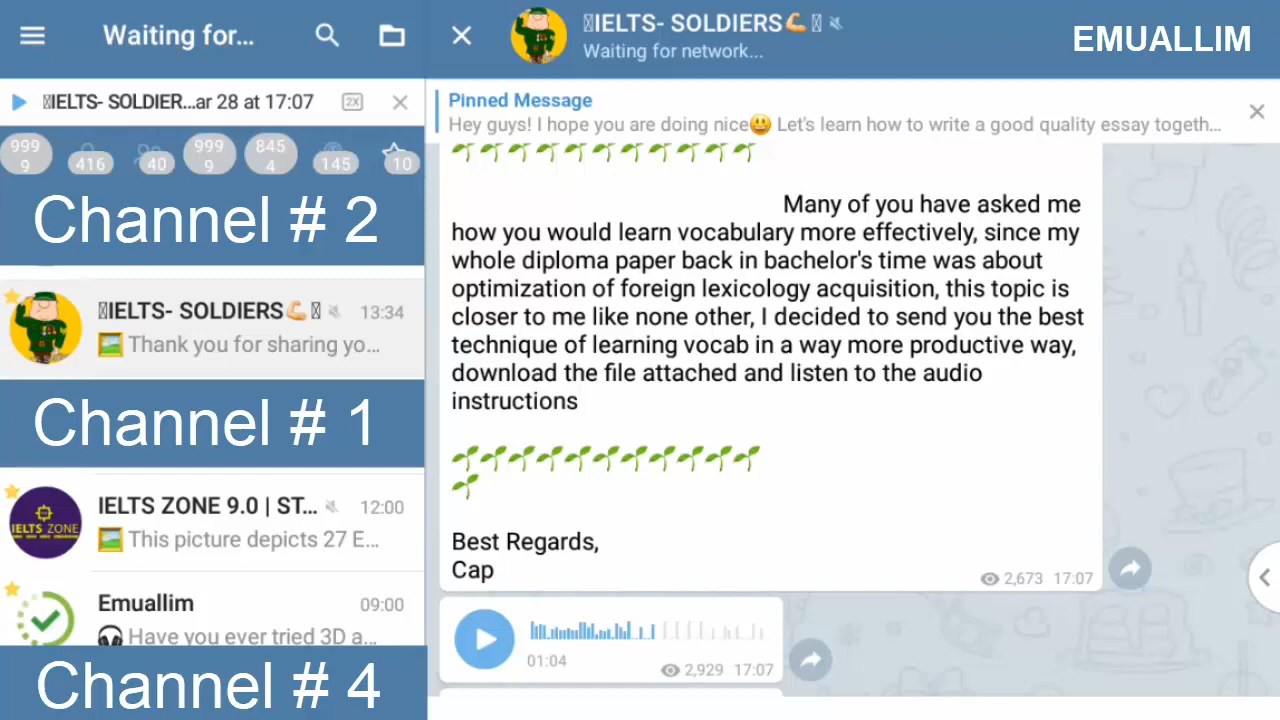 Waiting for...
IELTS- SOLDIERS💪
Waiting for network...
EMUALLIM
IELTS- SOLDIER...ar 28 at 17:07
2X
Pinned Message
Hey guys! I hope you are doing nice😃 Let's learn how to write a good quality essay togeth...
9999
416
40
9999
8454
145
10
Channel # 2
IELTS- SOLDIERS💪
13:34
Thank you for sharing yo...
Channel # 1
IELTS ZONE
IELTS ZONE 9.0 | ST...
12:00
This picture depicts 27 E...
Emuallim
09:00
Have you ever tried 3D a...
Channel # 4
Many of you have asked me
how you would learn vocabulary more effectively, since my
whole diploma paper back in bachelor's time was about
optimization of foreign lexicology acquisition, this topic is
closer to me like none other, I decided to send you the best
technique of learning vocab in a way more productive way,
download the file attached and listen to the audio
instructions
Best Regards,
Cap
2,673 17:07
01:04
2,929 17:07